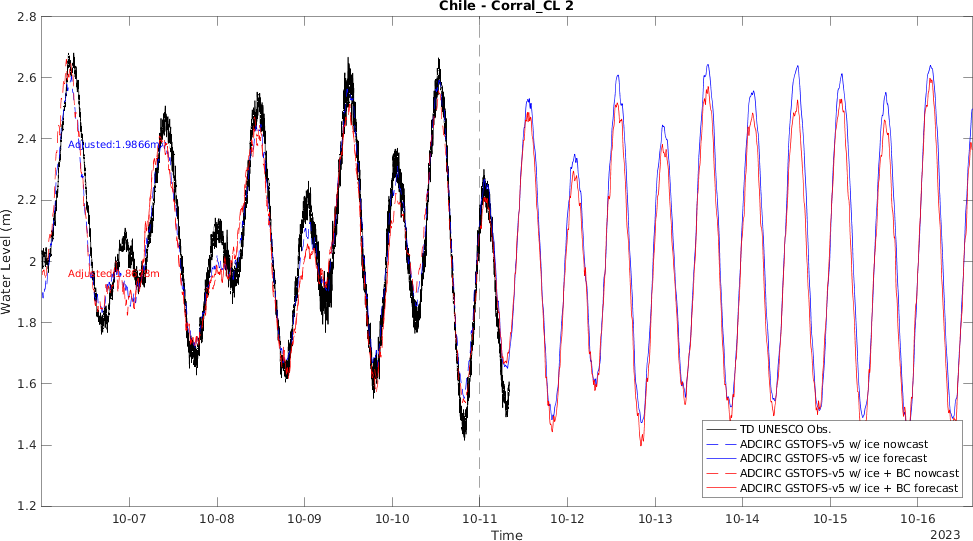 Chile - Corral_CL 2
Water Level (m)
2.8
2.6
2.4
2.2
2
1.8
1.6
1.4
1.2
Adjusted:1.9866m
TD UNESCO Obs.
ADCIRC GSTOFS-v5 w/ ice nowcast
ADCIRC GSTOFS-v5 w/ ice forecast
ADCIRC GSTOFS-v5 w/ ice + BC nowcast
ADCIRC GSTOFS-v5 w/ ice + BC forecast
10-07
10-08
10-09
10-10
10-11
10-12
10-13
10-14
10-15
10-16
Time
2023